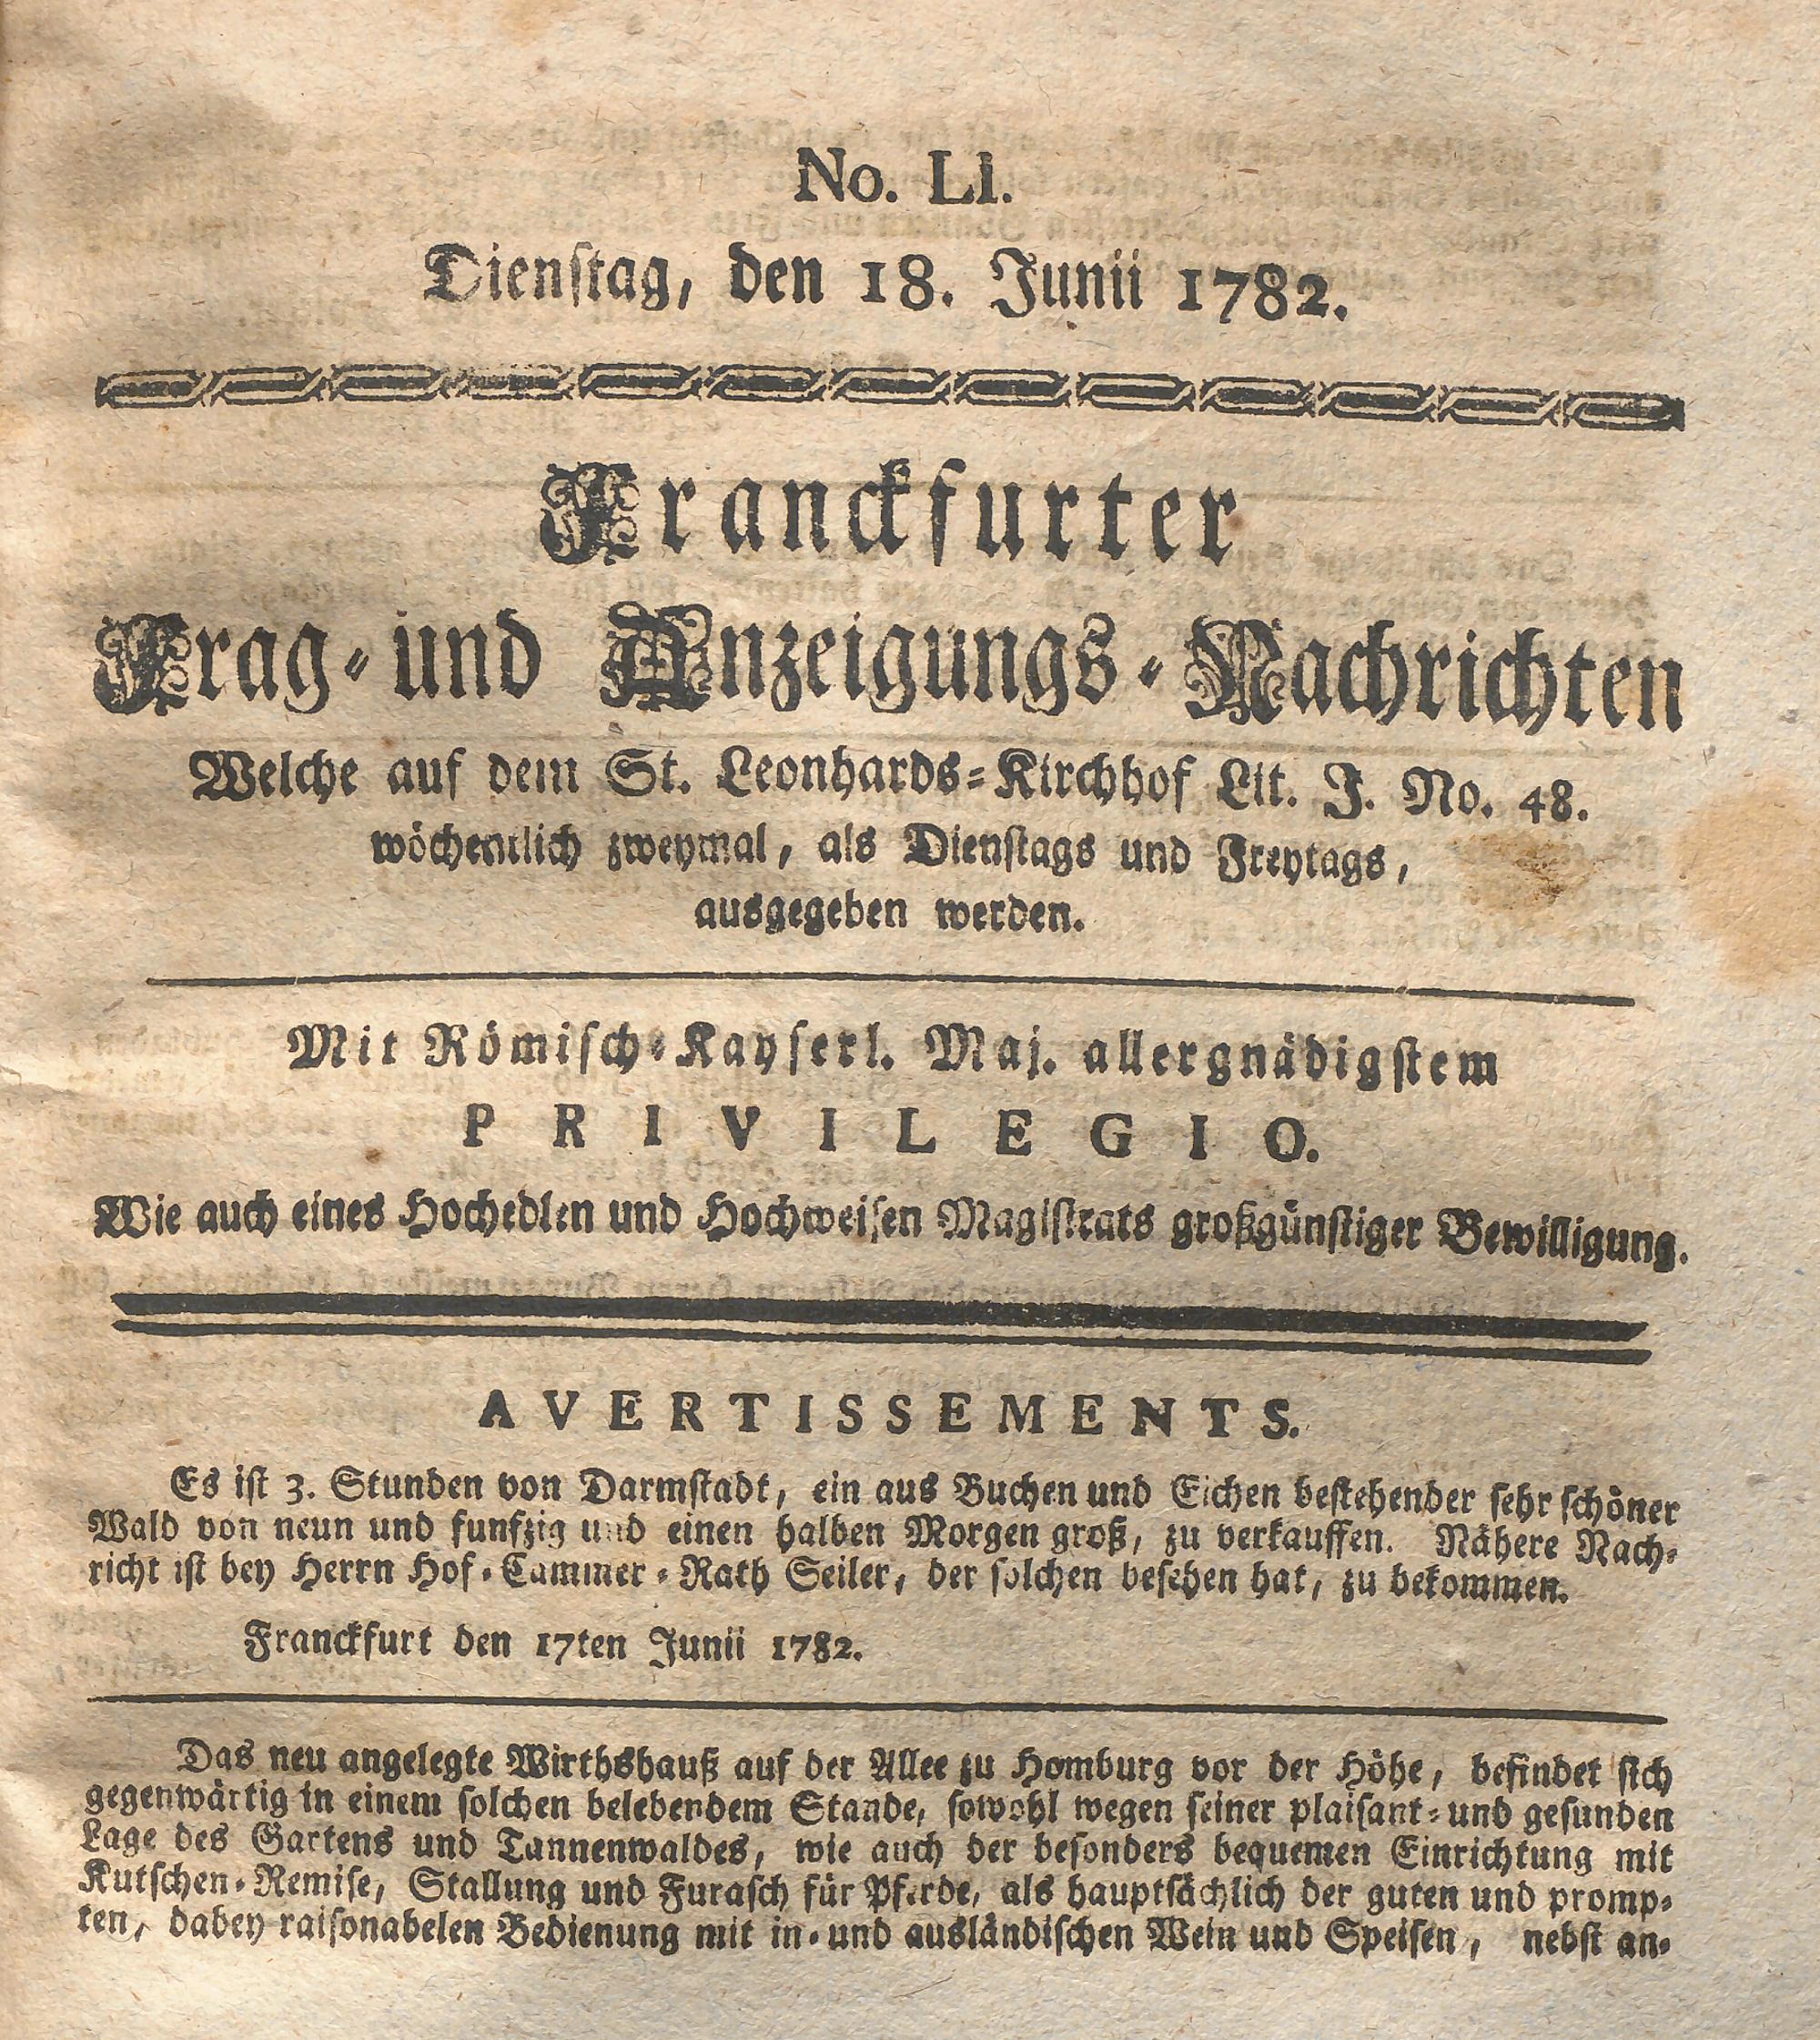 No. LI.
Dienstag, den 18. Junii 1782.
Franckfurter
Frag- und Anzeigungs-Nachrichten
Welche auf dem St. Leonhards-Kirchhof Lit. J. No. 48.
wöchentlich zweymal, als Dienstags und Freytags,
ausgegeben werden.
Mit Römisch-Kayserl. Maj. allergnädigstem
PRIVILEGIO.
Wie auch eines Hochedlen und Hochweisen Magistrats großgünstiger Bewilligung.
AVERTISSEMENTS.
Es ist 3. Stunden von Darmstadt, ein aus Buchen und Eichen bestehender sehr schöner
Wald von neun und funfzig und einen halben Morgen groß, zu verkauffen. Nähere Nach-
richt ist bey Herrn Hof-Cammer-Rath Seiler, der solchen besehen hat, zu bekommen.
Franckfurt den 17ten Junii 1782.
Das neu angelegte Wirthshauß auf der Allee zu Homburg vor der Höhe, befindet sich
gegenwärtig in einem solchen belebendem Stande, sowohl wegen seiner plaisant- und gesunden
Lage des Gartens und Tannenwaldes, wie auch der besonders bequemen Einrichtung mit
Kutschen-Remise, Stallung und Furasch für Pferde, als hauptsächlich der guten und promp-
ten, dabey raisonabelen Bedienung mit in- und ausländischen Wein und Speisen, nebst an-